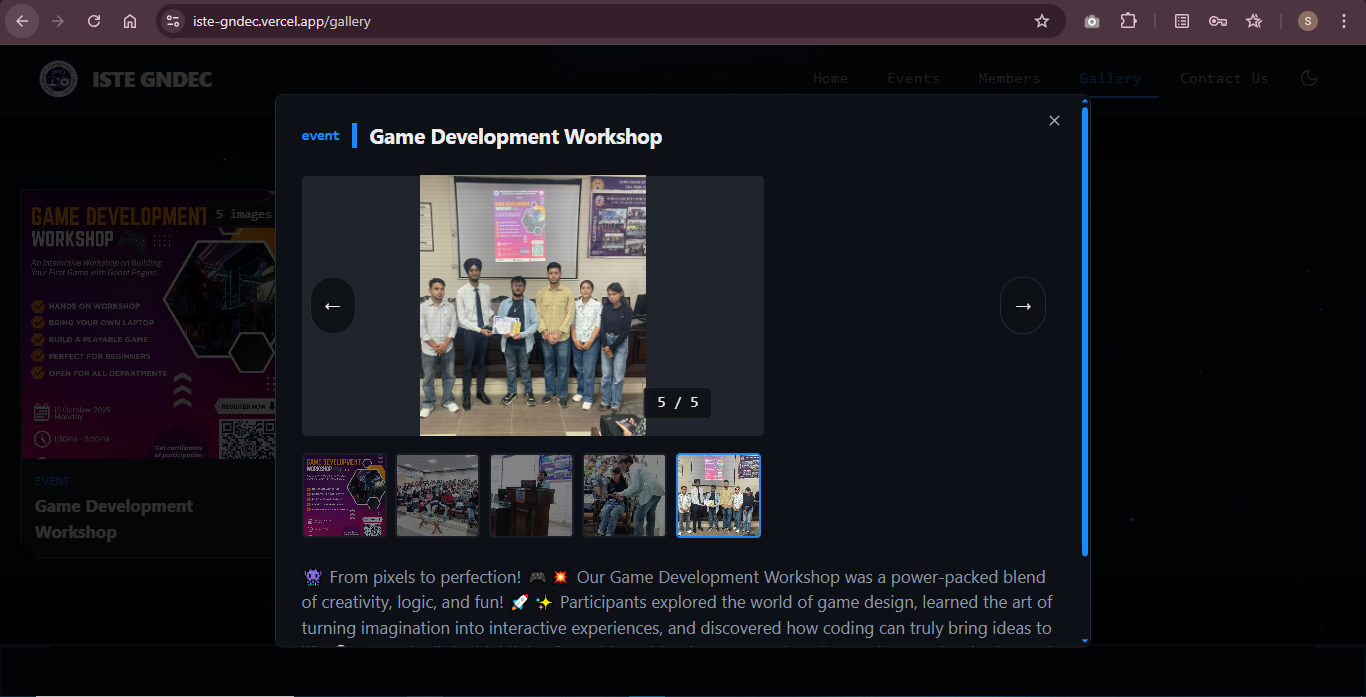 iste-gndec.vercel.app/gallery
S
ISTE GNDEC
Home
Events
Members
Gallery
Contact Us
event
Game Development Workshop
GAME DEVELOPMENT
5 images
WORKSHOP
An Interactive Workshop on Building
Your First Game with Godot Engine
HANDS ON WORKSHOP
BRING YOUR OWN LAPTOP
BUILD A PLAYABLE GAME
PERFECT FOR BEGINNERS
OPEN FOR ALL DEPARTMENTS
REGISTER NOW
Monday
1:30PM - 3:30PM
Get certificates
of participation
EVENT
Game Development
Workshop
←
→
5 / 5
GAME DEVELOPMENT
WORKSHOP
👾 From pixels to perfection! 🎮 💥 Our Game Development Workshop was a power-packed blend
of creativity, logic, and fun! 🚀 ✨ Participants explored the world of game design, learned the art of
turning imagination into interactive experiences, and discovered how coding can truly bring ideas to